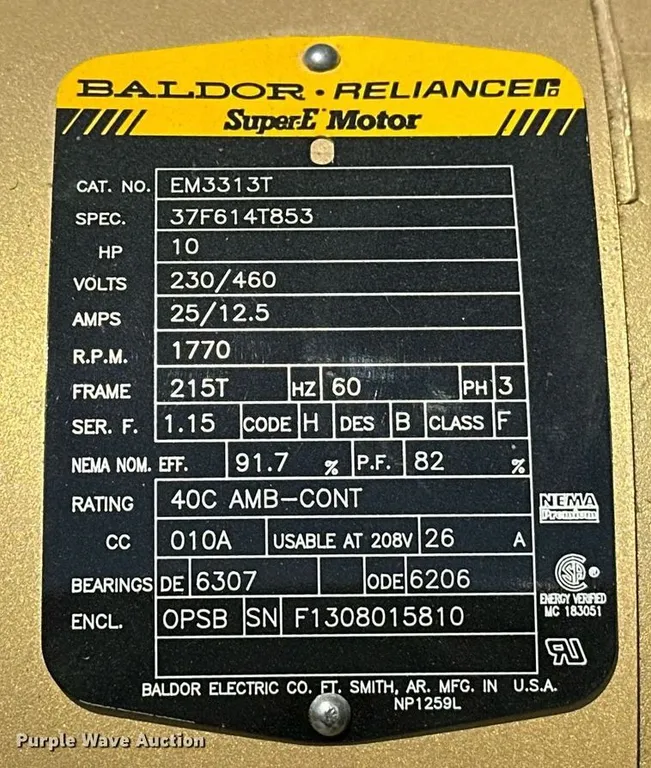 BALDOR · RELIANCE
Super-E Motor
CAT. NO. EM3313T
SPEC. 37F614T853
HP 10
VOLTS 230/460
AMPS 25/12.5
R.P.M. 1770
FRAME 215T HZ 60 PH 3
SER. F. 1.15 CODE H DES B CLASS F
NEMA NOM. EFF. 91.7 % P.F. 82 %
RATING 40C AMB-CONT
NEMA
Premium
CC 010A USABLE AT 208V 26 A
BEARINGS DE 6307 ODE 6206
SP ®
ENERGY VERIFIED
MC 183051
ENCL. OPSB SN F1308015810
RU
BALDOR ELECTRIC CO. FT. SMITH, AR. MFG. IN U.S.A.
NP1259L
Purple Wave Auction